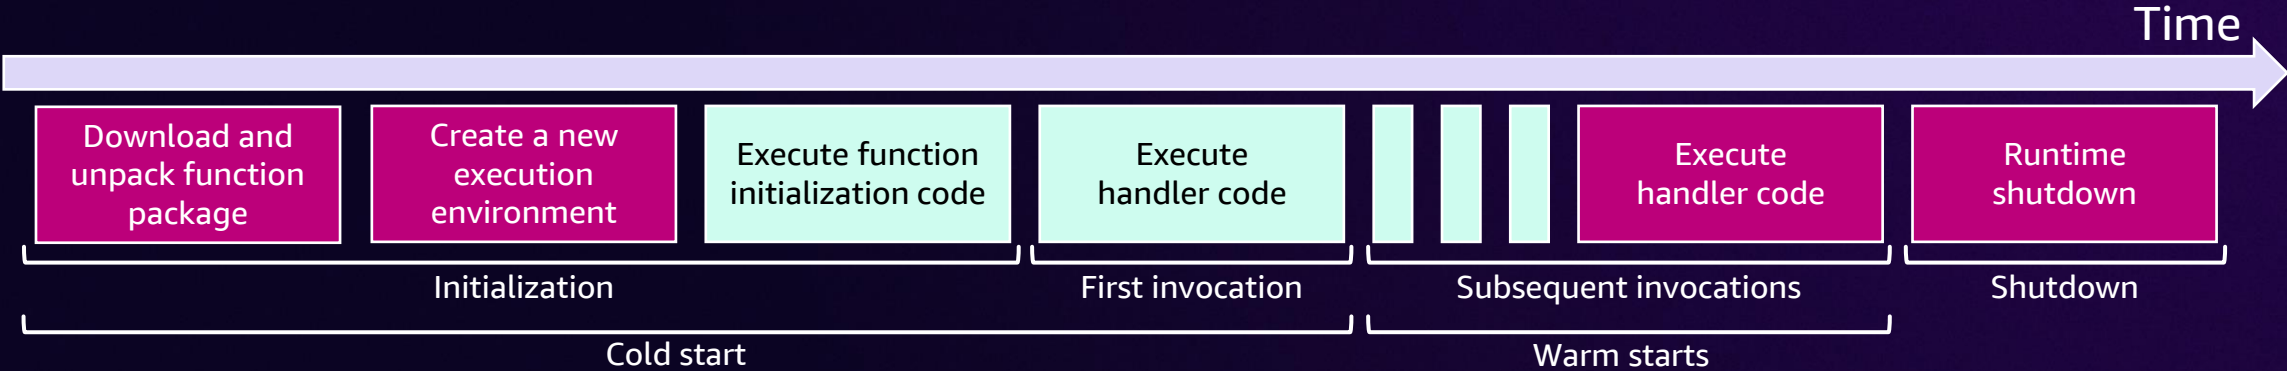 Time
Download and
unpack function
package
Create a new
execution
environment
Execute function
initialization code
Execute
handler code
Execute
handler code
Runtime
shutdown
Initialization
First invocation
Subsequent invocations
Shutdown
Cold start
Warm starts